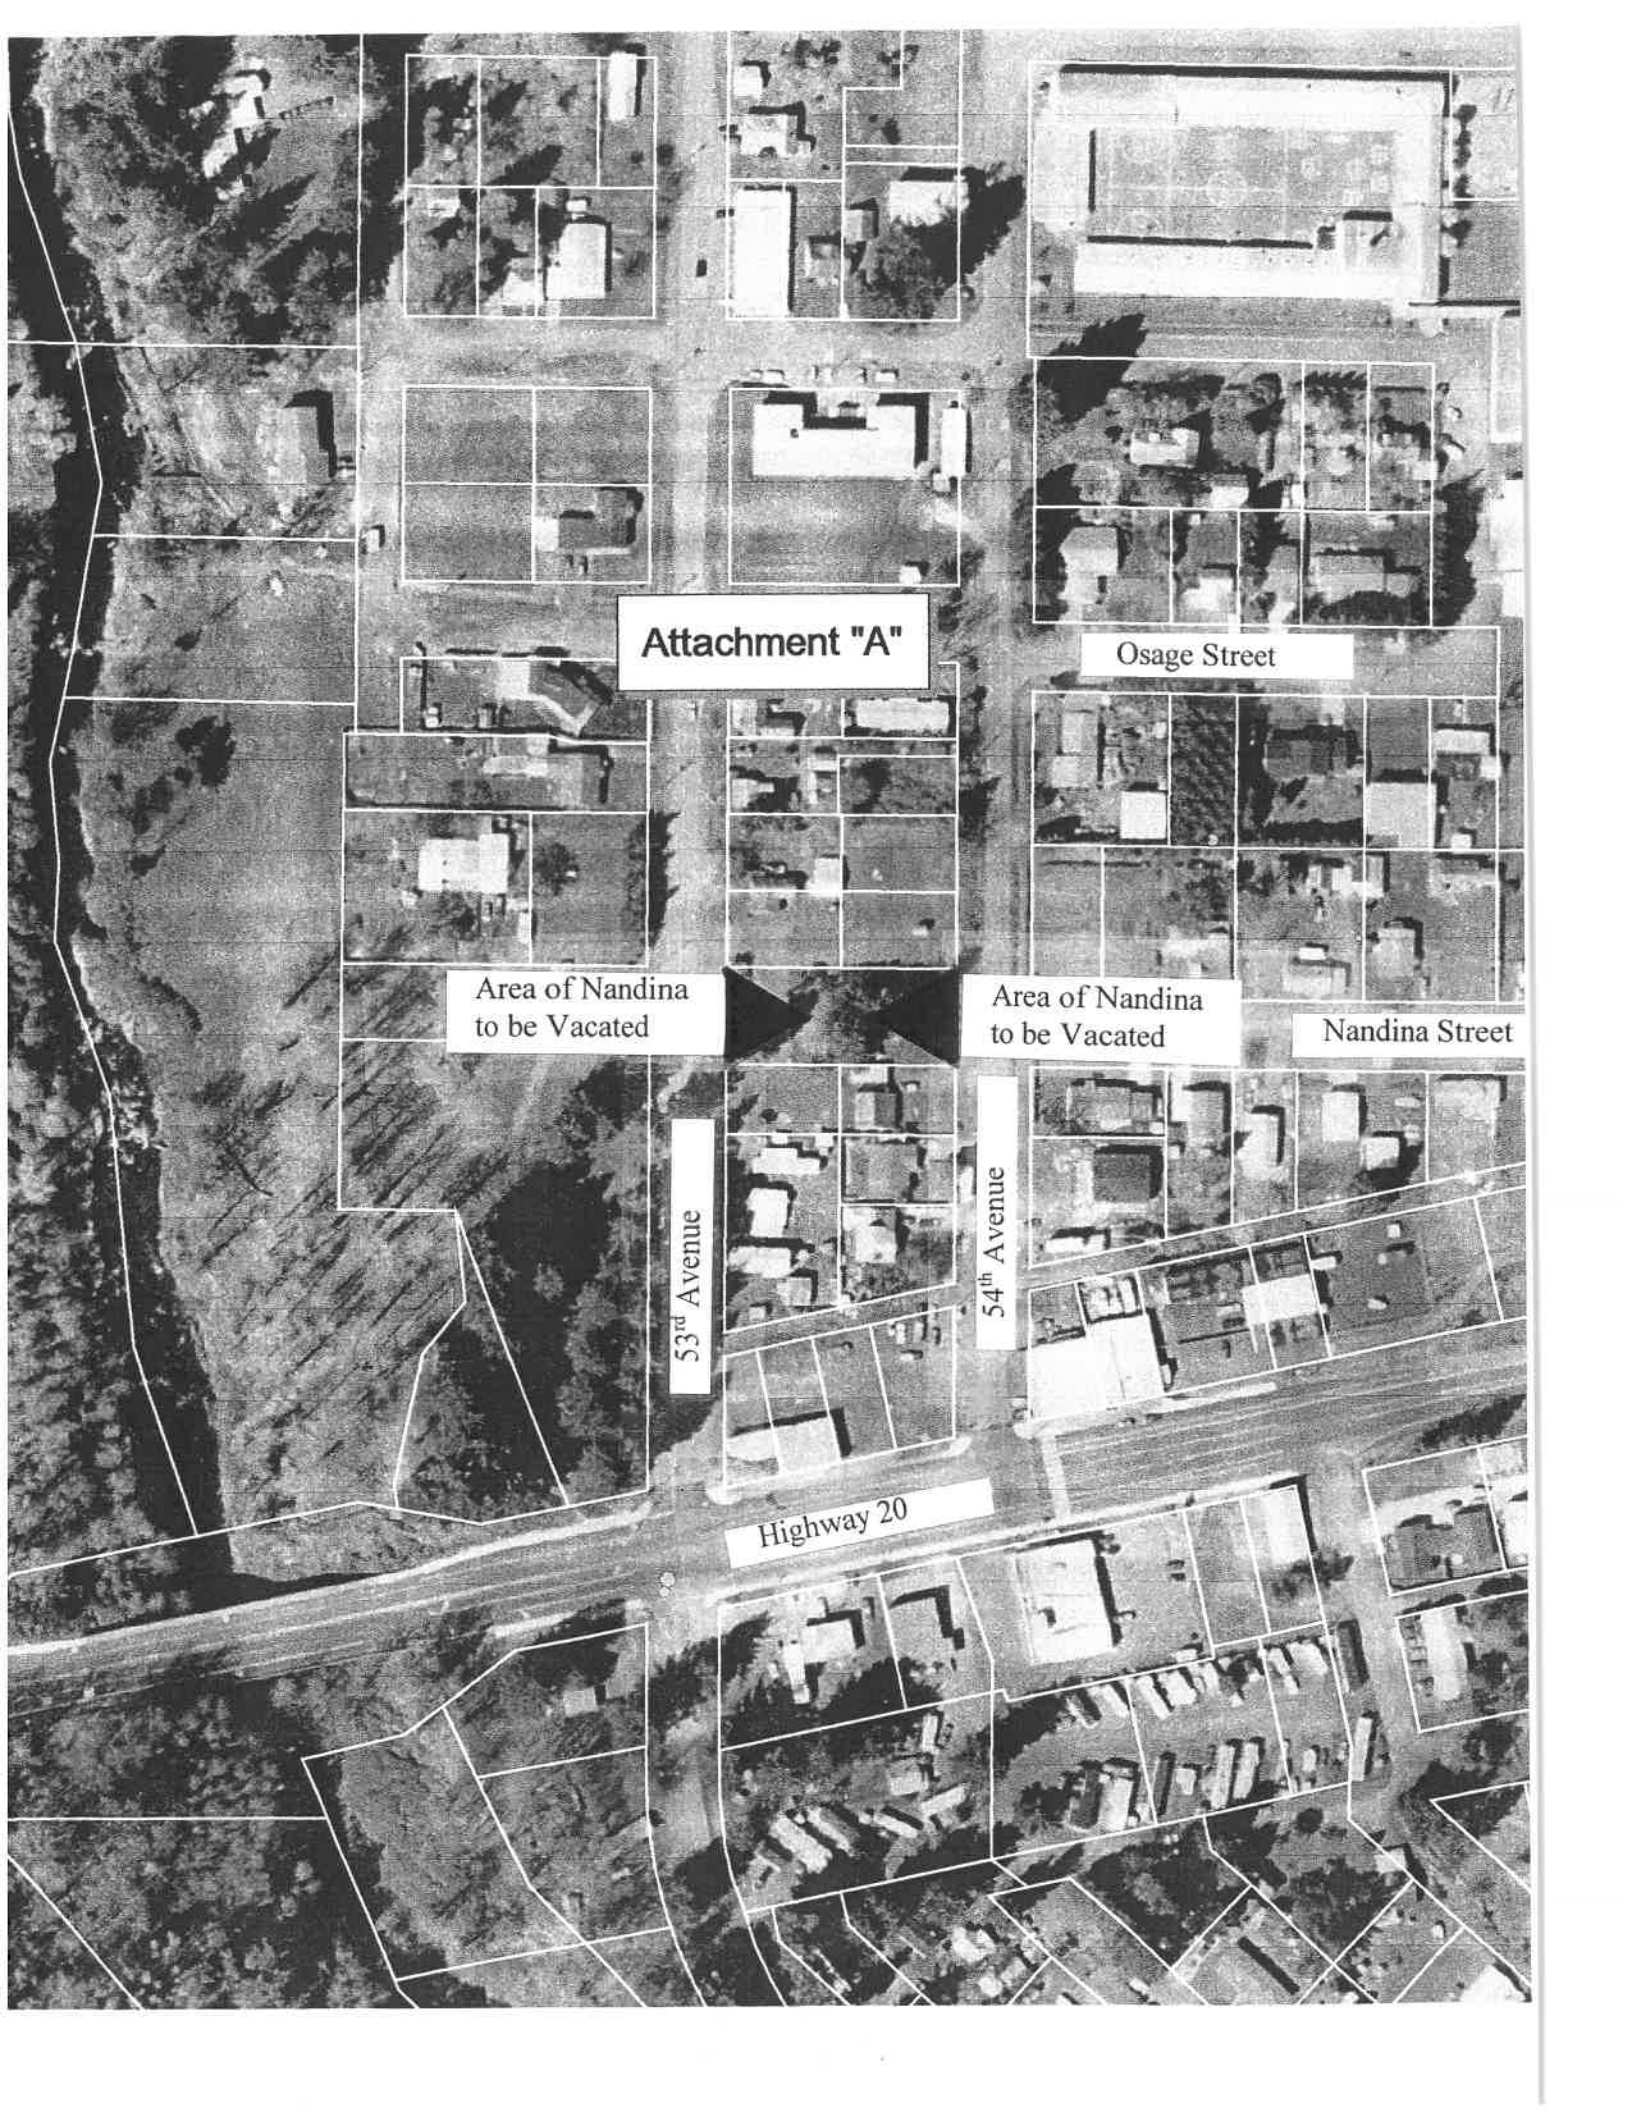 Attachment "A"
Osage Street
Area of Nandina
to be Vacated
Area of Nandina
to be Vacated
Nandina Street
53rd Avenue
54th Avenue
Highway 20